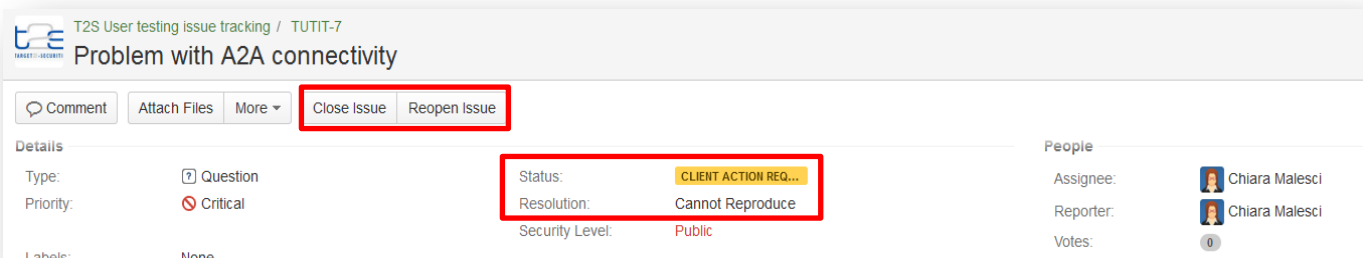 T2S User testing issue tracking / TUTIT-7
Problem with A2A connectivity
Comment Attach Files More Close Issue Reopen Issue
Details
People
Type: ? Question
Status: CLIENT ACTION REQ...
Assignee: Chiara Malesci
Priority: Critical
Resolution: Cannot Reproduce
Reporter: Chiara Malesci
Security Level: Public
Votes: 0
Labels: None